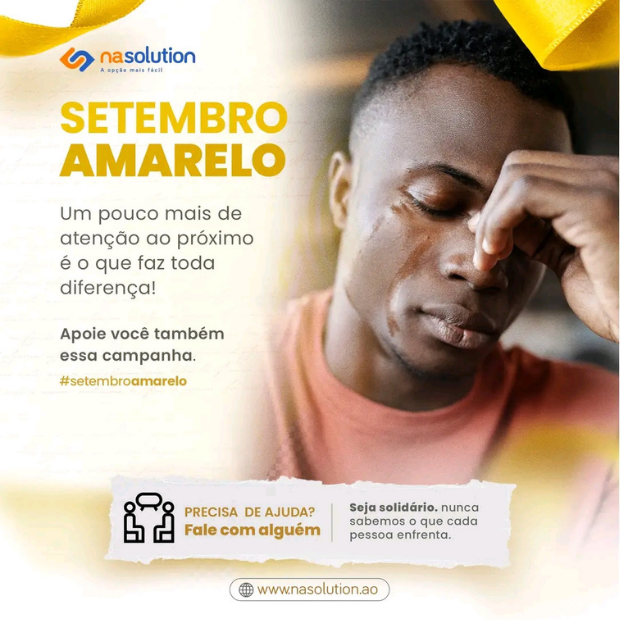 nasolution
A opção mais fácil
SETEMBRO
AMARELO
Um pouco mais de
atenção ao próximo
é o que faz toda
diferença!
Apoie você também
essa campanha.
#setembroamarelo
PRECISA DE AJUDA?
Fale com alguém
Seja solidário. nunca
sabemos o que cada
pessoa enfrenta.
www.nasolution.ao